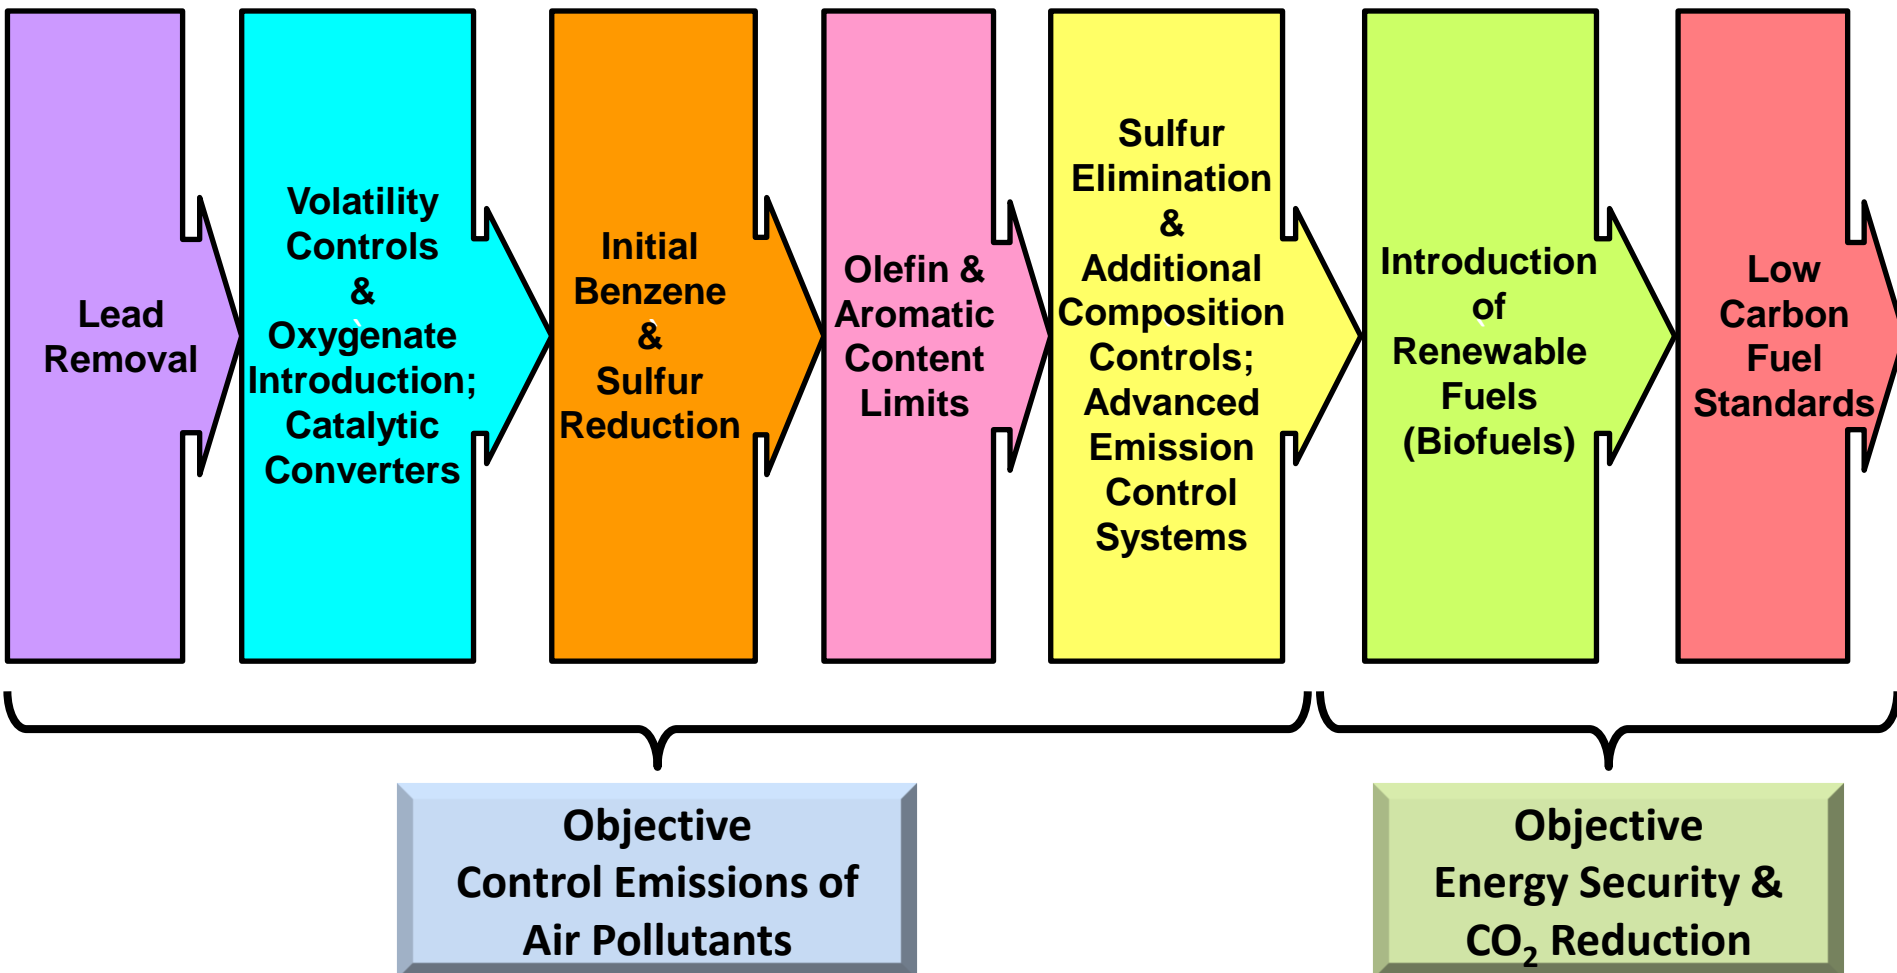 Lead
Removal
Volatility
Controls
&
Oxygenate
Introduction;
Catalytic
Converters
Initial
Benzene
&
Sulfur
Reduction
Olefin &
Aromatic
Content
Limits
Sulfur
Elimination
&
Additional
Composition
Controls;
Advanced
Emission
Control
Systems
Introduction
of
Renewable
Fuels
(Biofuels)
Low
Carbon
Fuel
Standards
Objective
Control Emissions of
Air Pollutants
Objective
Energy Security &
CO₂ Reduction